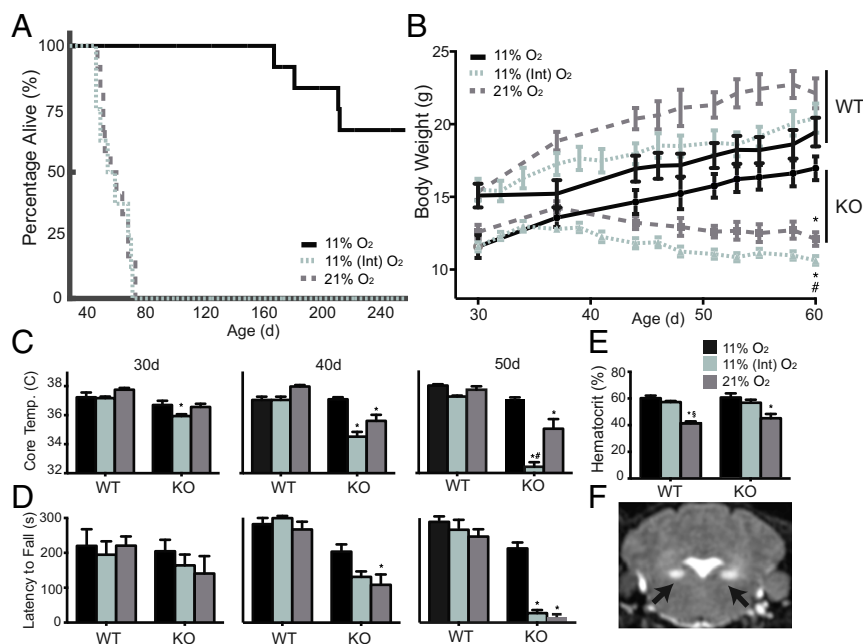 A
Percentage Alive (%)
100
75
50
25
0
11% O₂
11% (Int) O₂
21% O₂
40
80
120
160
200
240
Age (d)
B
Body Weight (g)
25
20
15
10
11% O₂
11% (Int) O₂
21% O₂
WT
KO
*
*
#
30
40
50
60
Age (d)
C
30d
40d
50d
Core Temp. (C)
38
36
34
32
*
*
*
*#
*
WT
KO
WT
KO
WT
KO
D
Latency to Fall (s)
300
200
100
0
*
*
*
WT
KO
WT
KO
WT
KO
E
11% O₂
11% (Int) O₂
21% O₂
Hematocrit (%)
80
60
40
20
0
*§
*
WT
KO
F